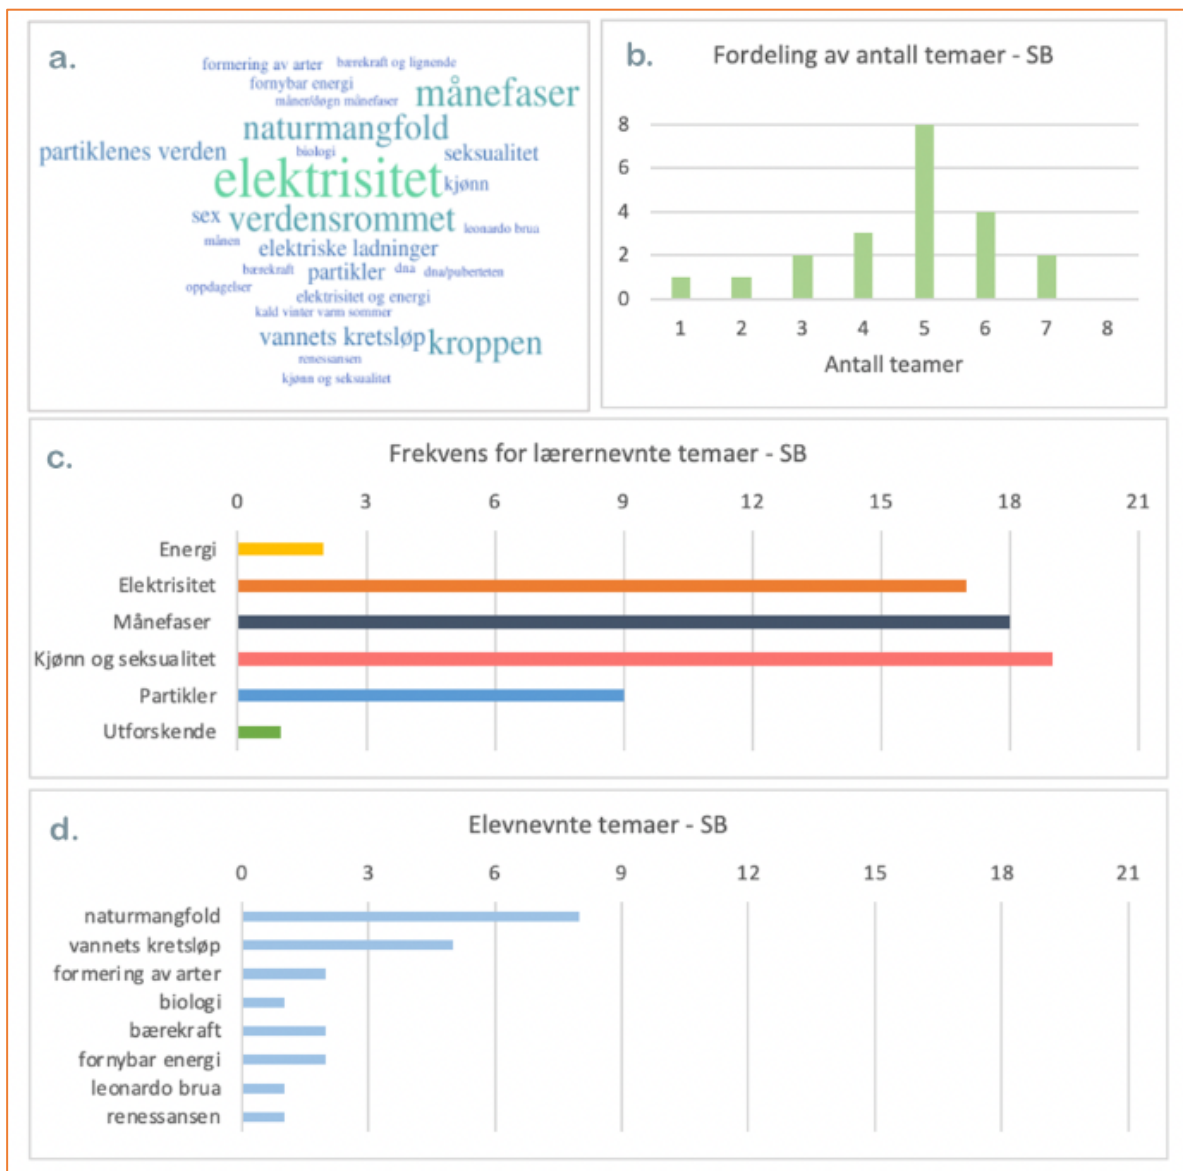 a.
formering av arter
bærekraft og lignende
fornybar energi
måner/døgn månefaser
månefaser
naturmangfold
partiklenes verden
biologi
seksualitet
elektrisitet
kjønn
sex
verdensrommet
leonardo brua
månen
elektriske ladninger
bærekraft
partikler
dna
dna/puberteten
oppdagelser
elektrisitet og energi
kald vinter varm sommer
vannets kretsløp
kroppen
renessansen
kjønn og seksualitet
b.
Fordeling av antall temaer - SB
8
6
4
2
0
1 2 3 4 5 6 7 8
Antall teamer
c.
Frekvens for lærernevnte temaer - SB
0 3 6 9 12 15 18 21
Energi
Elektrisitet
Månefaser
Kjønn og seksualitet
Partikler
Utforskende
d.
Elevnevnte temaer - SB
0 3 6 9 12 15 18 21
naturmangfold
vannets kretsløp
formering av arter
biologi
bærekraft
fornybar energi
leonardo brua
renessansen